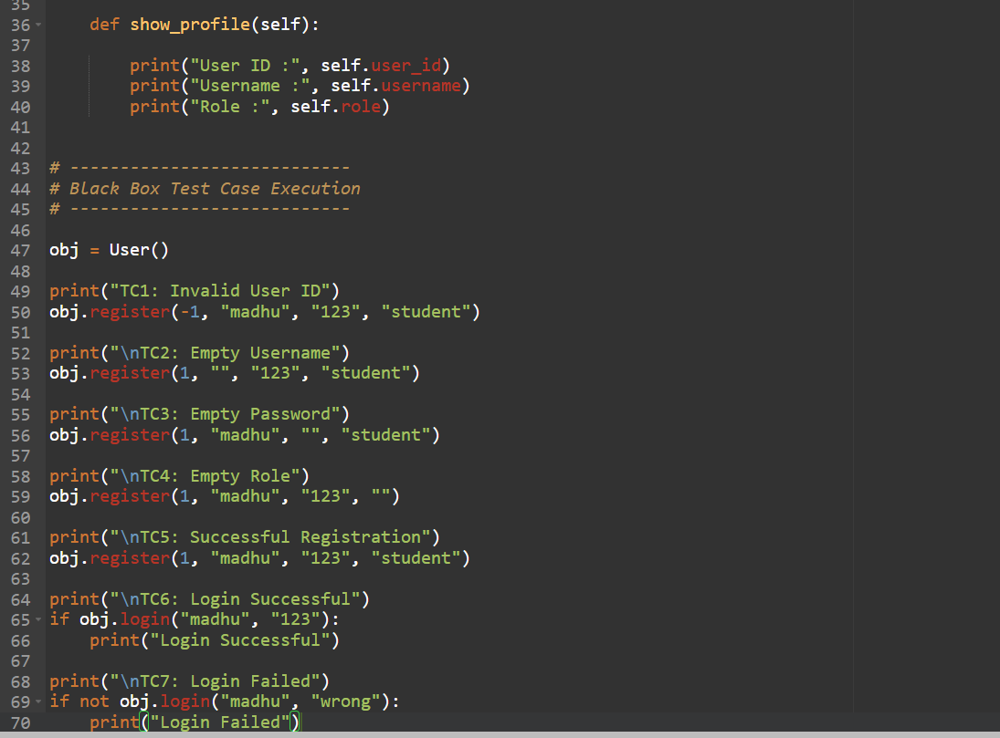 35
36 def show_profile(self):
37
38 print("User ID :", self.user_id)
39 print("Username :", self.username)
40 print("Role :", self.role)
41
42
43 # ----------------------------
44 # Black Box Test Case Execution
45 # ----------------------------
46
47 obj = User()
48
49 print("TC1: Invalid User ID")
50 obj.register(-1, "madhu", "123", "student")
51
52 print("\nTC2: Empty Username")
53 obj.register(1, "", "123", "student")
54
55 print("\nTC3: Empty Password")
56 obj.register(1, "madhu", "", "student")
57
58 print("\nTC4: Empty Role")
59 obj.register(1, "madhu", "123", "")
60
61 print("\nTC5: Successful Registration")
62 obj.register(1, "madhu", "123", "student")
63
64 print("\nTC6: Login Successful")
65 if obj.login("madhu", "123"):
66 print("Login Successful")
67
68 print("\nTC7: Login Failed")
69 if not obj.login("madhu", "wrong"):
70 print("Login Failed")